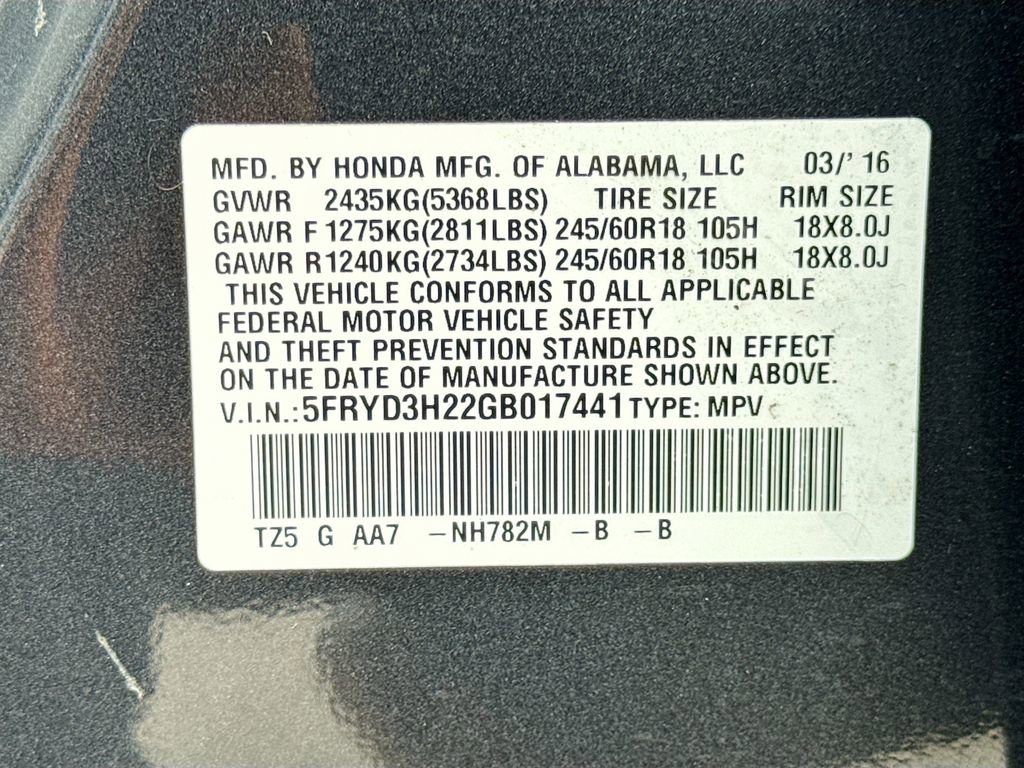 MFD. BY HONDA MFG. OF ALABAMA, LLC 03/' 16
GVWR 2435KG(5368LBS) TIRE SIZE RIM SIZE
GAWR F 1275KG(2811LBS) 245/60R18 105H 18X8.0J
GAWR R1240KG(2734LBS) 245/60R18 105H 18X8.0J
THIS VEHICLE CONFORMS TO ALL APPLICABLE
FEDERAL MOTOR VEHICLE SAFETY
AND THEFT PREVENTION STANDARDS IN EFFECT
ON THE DATE OF MANUFACTURE SHOWN ABOVE.
V.I.N.: 5FRYD3H22GB017441 TYPE: MPV
TZ5 G AA7 -NH782M -B -B